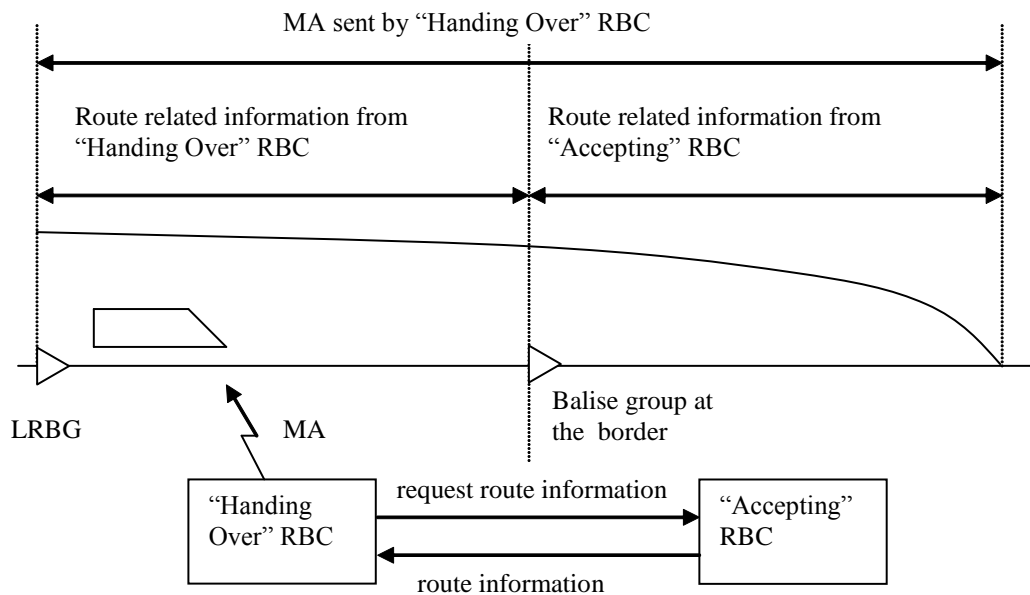 MA sent by “Handing Over” RBC
Route related information from
“Handing Over” RBC
Route related information from
“Accepting” RBC
LRBG
MA
Balise group at
the border
“Handing
Over” RBC
request route information
route information
“Accepting”
RBC